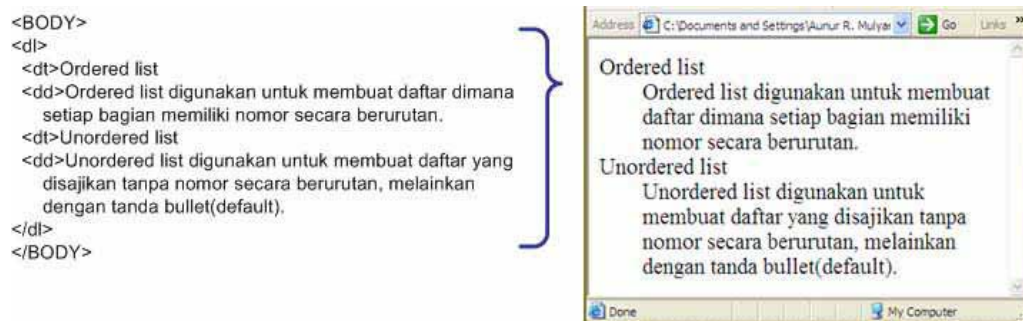 <BODY>
<dl>
<dt>Ordered list
<dd>Ordered list digunakan untuk membuat daftar dimana
setiap bagian memiliki nomor secara berurutan.
<dt>Unordered list
<dd>Unordered list digunakan untuk membuat daftar yang
disajikan tanpa nomor secara berurutan, melainkan
dengan tanda bullet(default).
</dl>
</BODY>
Address C:\Documents and Settings\Aunur R. Mulyar Go Links »
Ordered list
Ordered list digunakan untuk membuat
daftar dimana setiap bagian memiliki
nomor secara berurutan.
Unordered list
Unordered list digunakan untuk
membuat daftar yang disajikan tanpa
nomor secara berurutan, melainkan
dengan tanda bullet(default).
Done My Computer